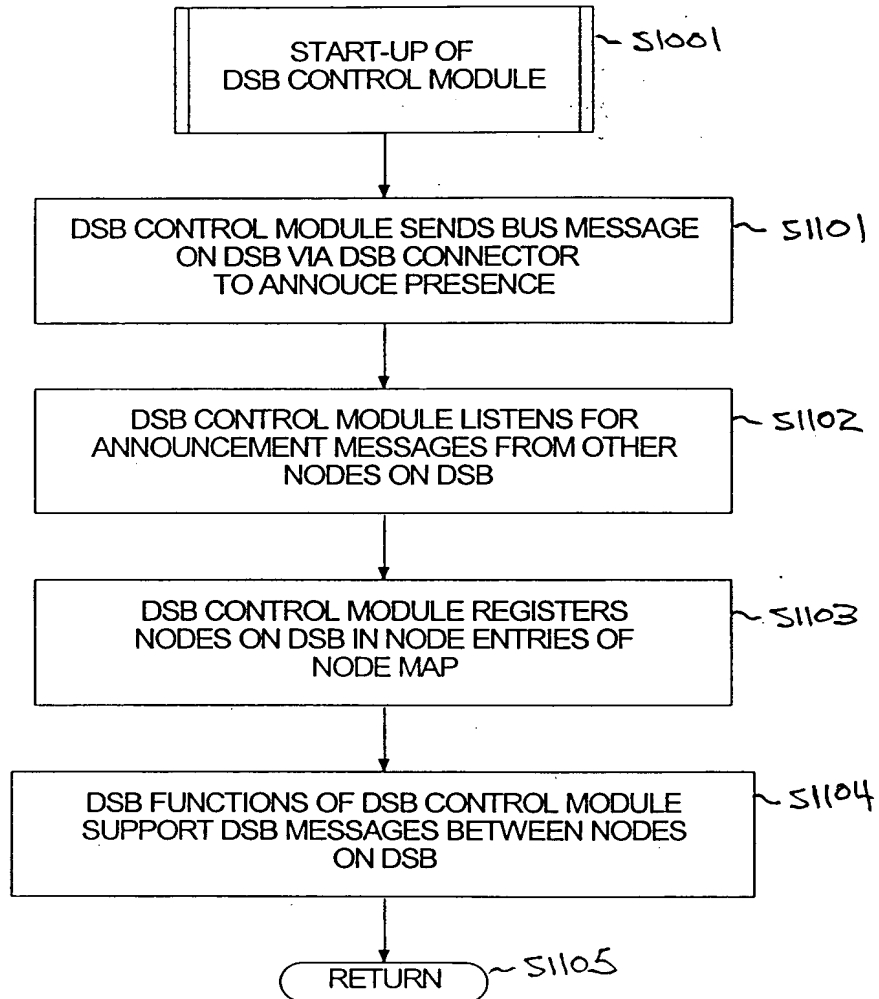 START-UP OF
DSB CONTROL MODULE
S1001
DSB CONTROL MODULE SENDS BUS MESSAGE
ON DSB VIA DSB CONNECTOR
TO ANNOUCE PRESENCE
S1101
DSB CONTROL MODULE LISTENS FOR
ANNOUNCEMENT MESSAGES FROM OTHER
NODES ON DSB
S1102
DSB CONTROL MODULE REGISTERS
NODES ON DSB IN NODE ENTRIES OF
NODE MAP
S1103
DSB FUNCTIONS OF DSB CONTROL MODULE
SUPPORT DSB MESSAGES BETWEEN NODES
ON DSB
S1104
RETURN
S1105